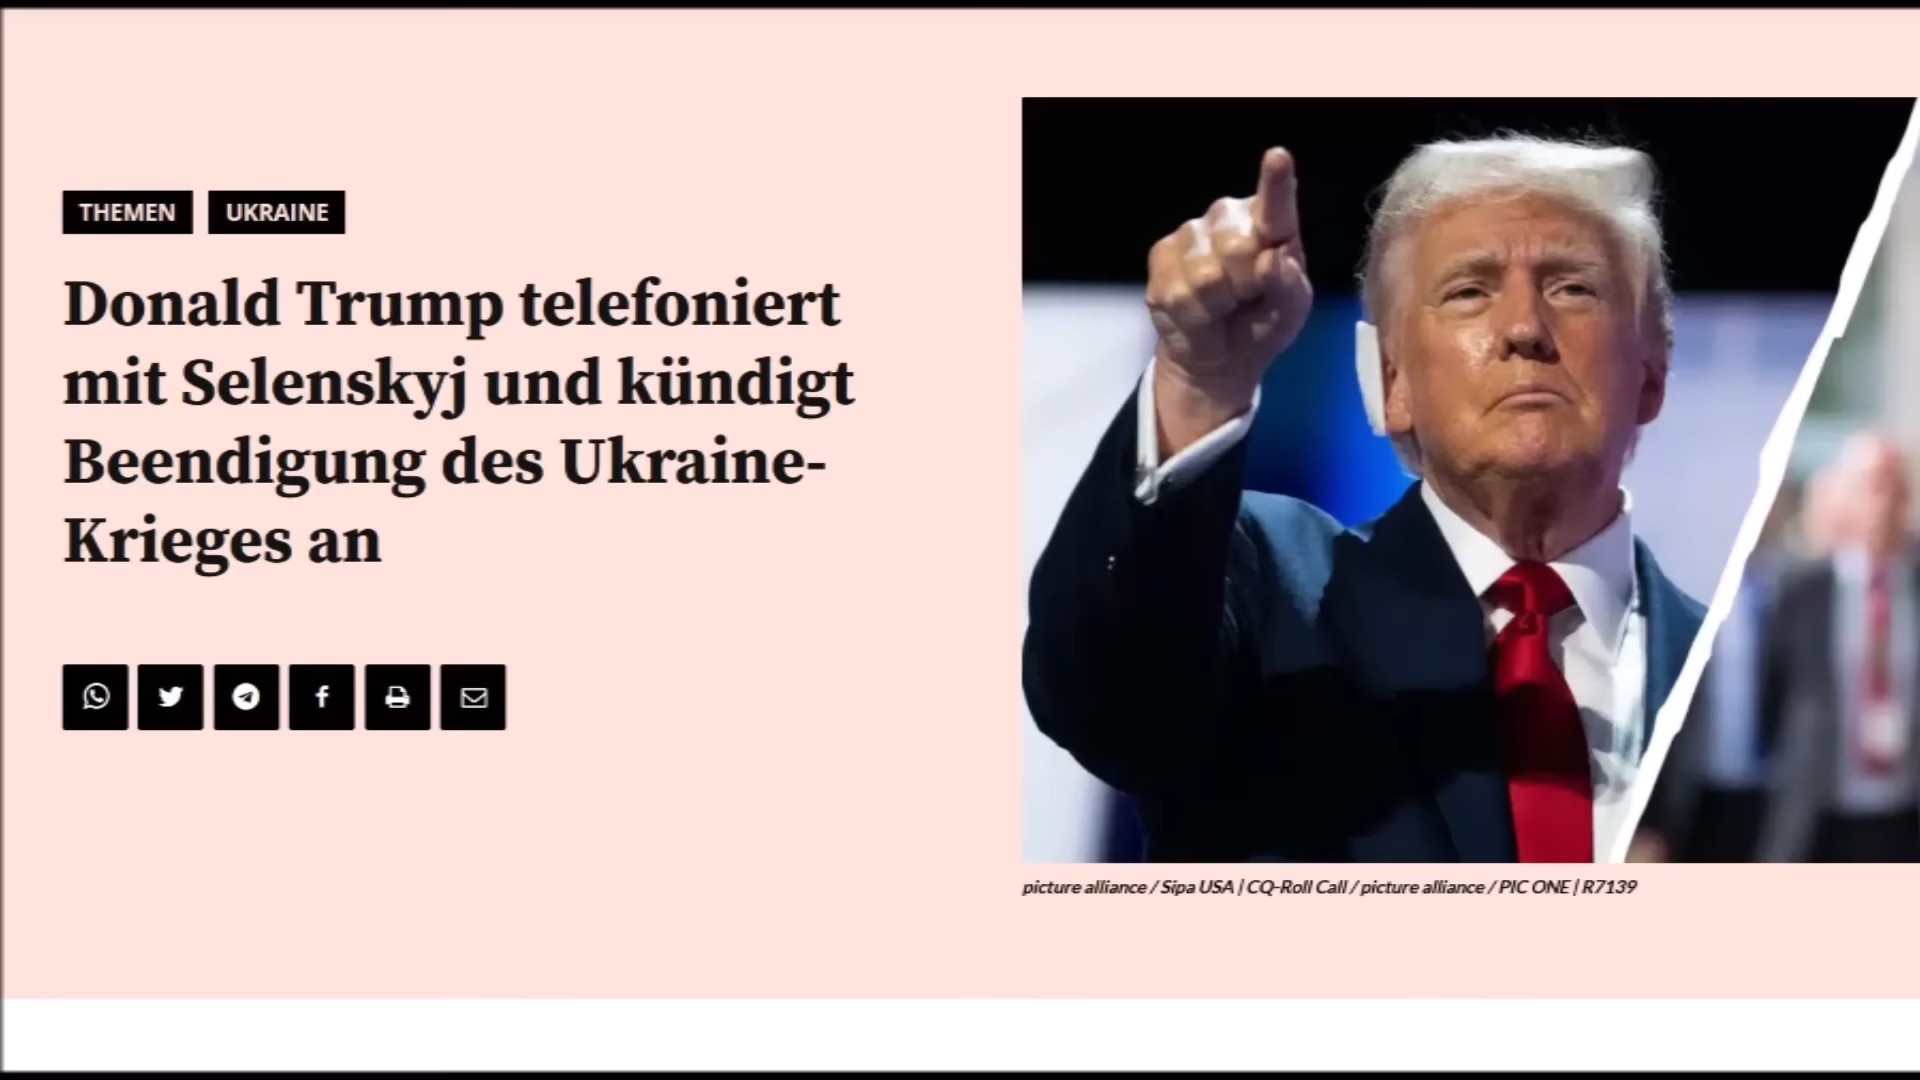 THEMEN UKRAINE
Donald Trump telefoniert
mit Selenskyj und kündigt
Beendigung des Ukraine-
Krieges an
picture alliance / Sipa USA | CQ-Roll Call / picture alliance / PIC ONE | R7139